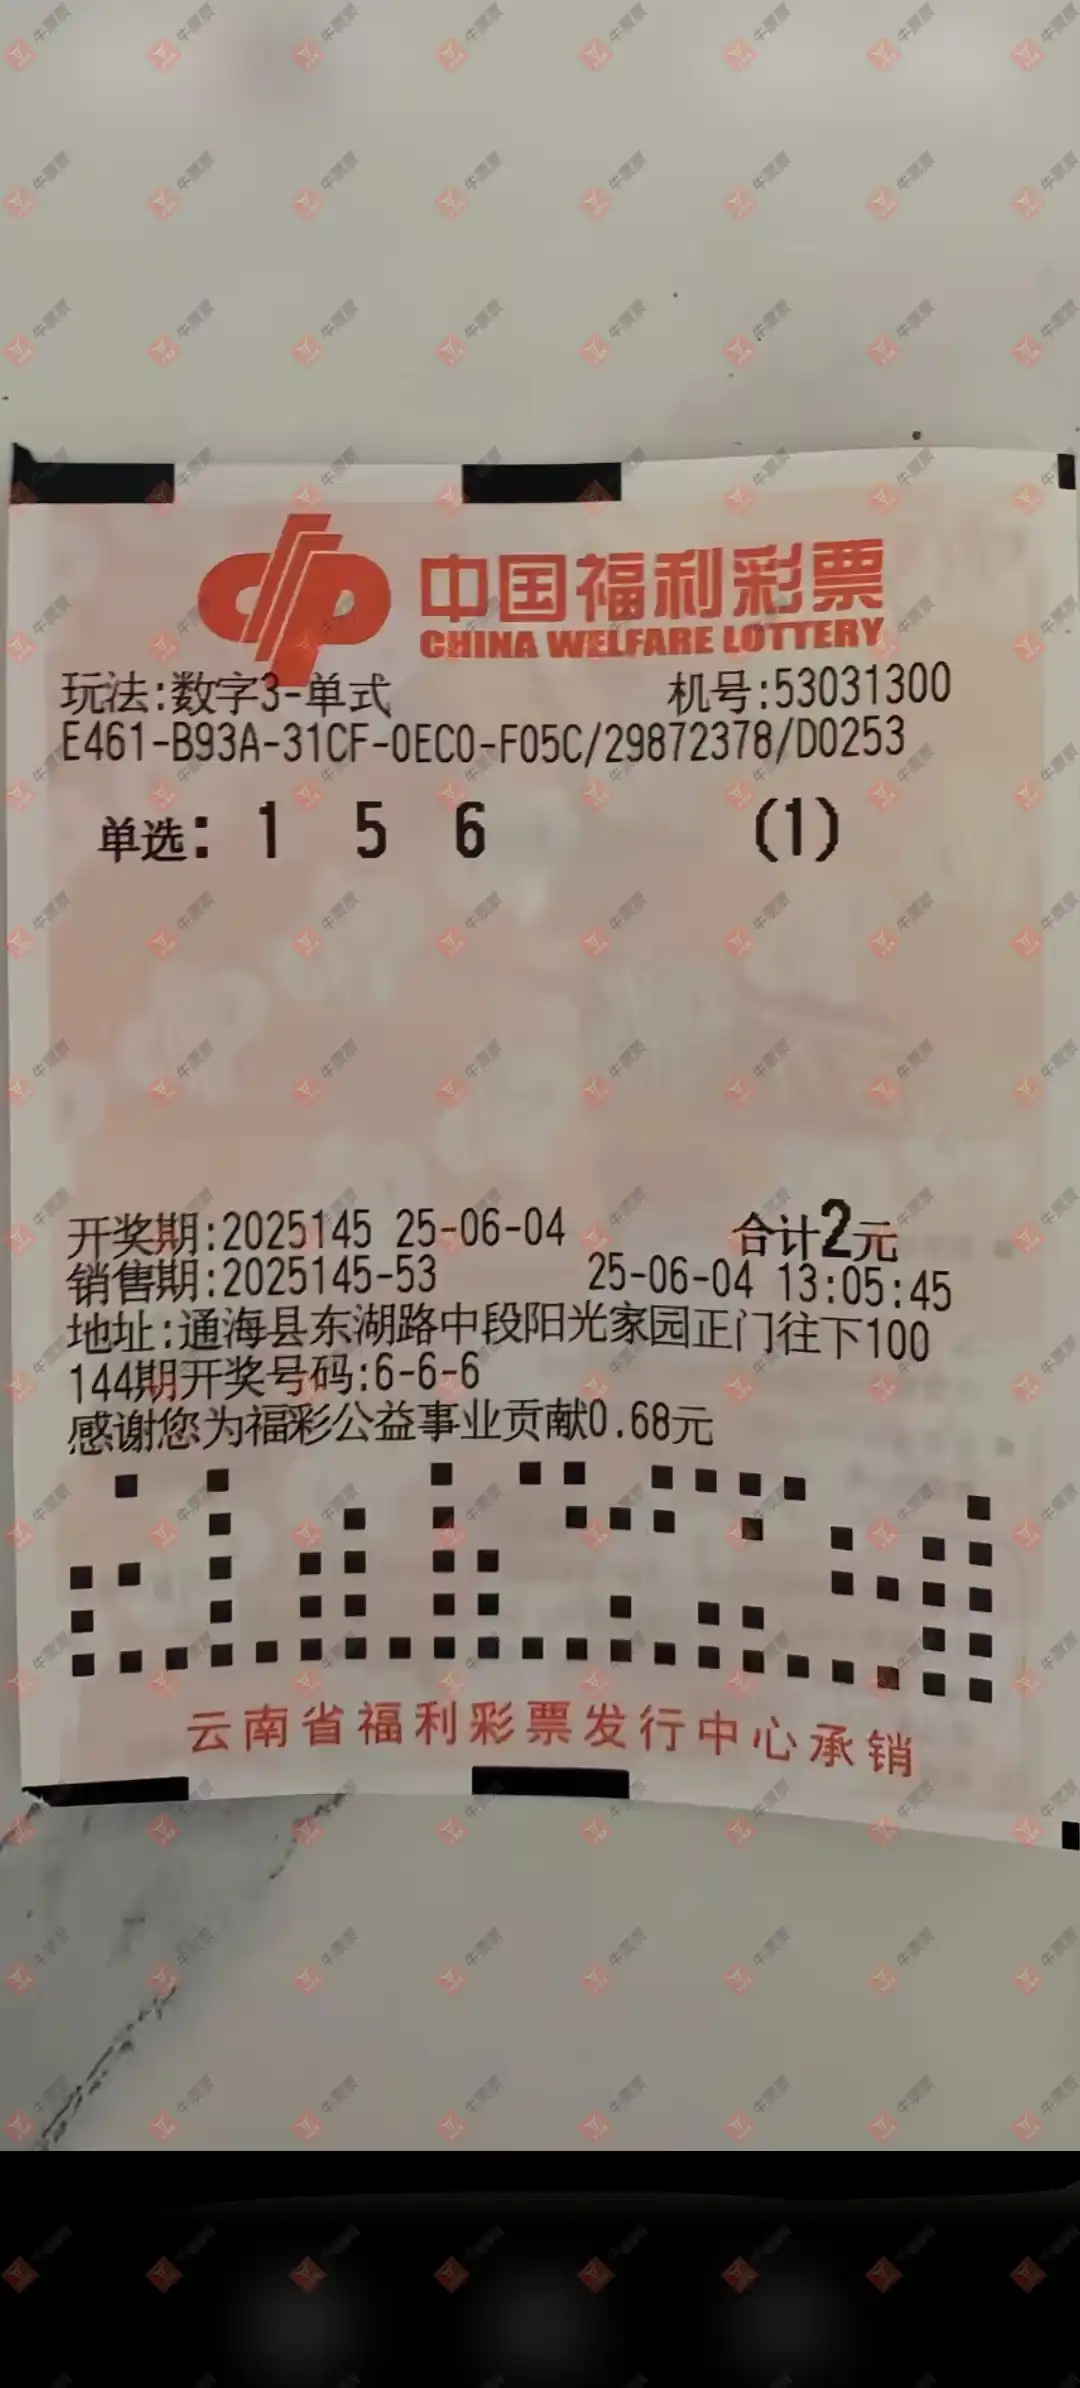 中国福利彩票
CHINA WELFARE LOTTERY
玩法:数字3-单式 机号:53031300
E461-B93A-31CF-0EC0-F05C/29872378/D0253
单选: 1 5 6 (1)
开奖期:2025145 25-06-04 合计2元
销售期:2025145-53 25-06-04 13:05:45
地址:通海县东湖路中段阳光家园正门往下100
144期开奖号码:6-6-6
感谢您为福彩公益事业贡献0.68元
云南省福利彩票发行中心承销